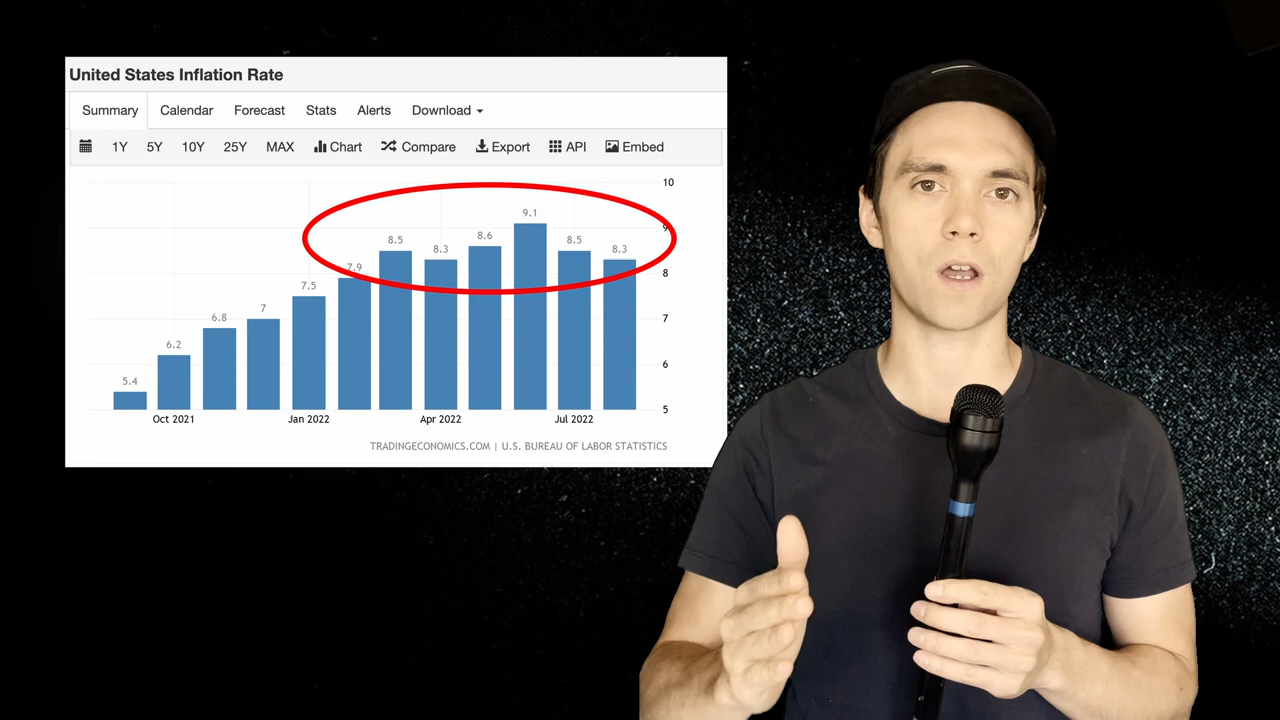 United States Inflation Rate
Summary Calendar Forecast Stats Alerts Download
1Y 5Y 10Y 25Y MAX Chart Compare Export API Embed
10
9.1
9
8.5 8.3 8.6 8.5 8.3
8
7.9
7.5
7
6.8 7
6.2
6
5.4
5
Oct 2021 Jan 2022 Apr 2022 Jul 2022
TRADINGECONOMICS.COM | U.S. BUREAU OF LABOR STATISTICS